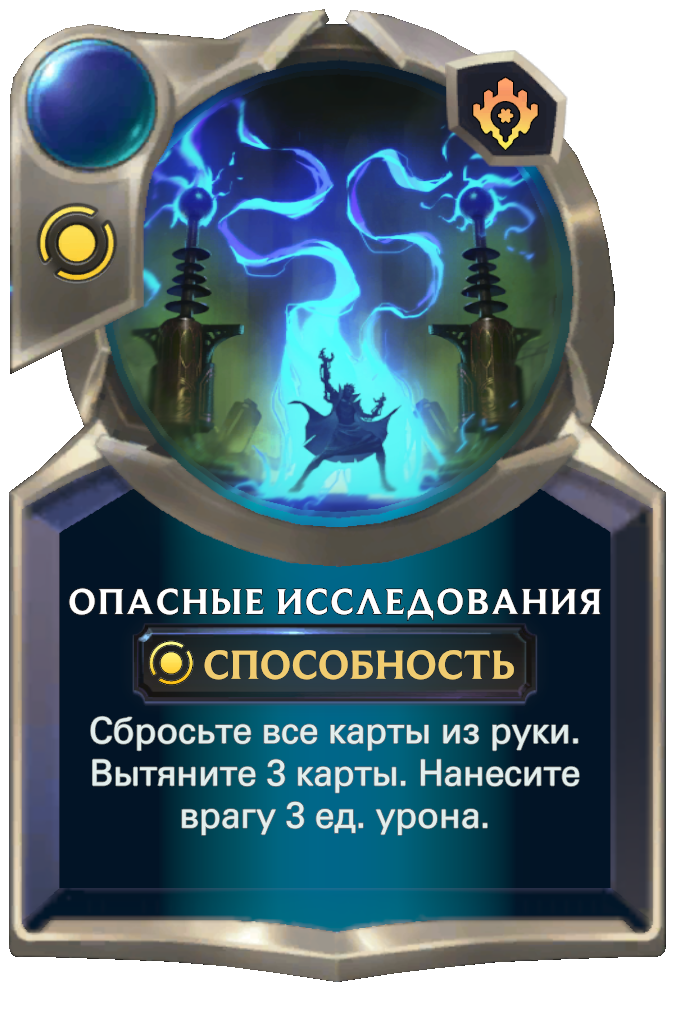 ОПАСНЫЕ ИССЛЕДОВАНИЯ
СПОСОБНОСТЬ
Сбросьте все карты из руки.
Вытяните 3 карты. Нанесите
врагу 3 ед. урона.